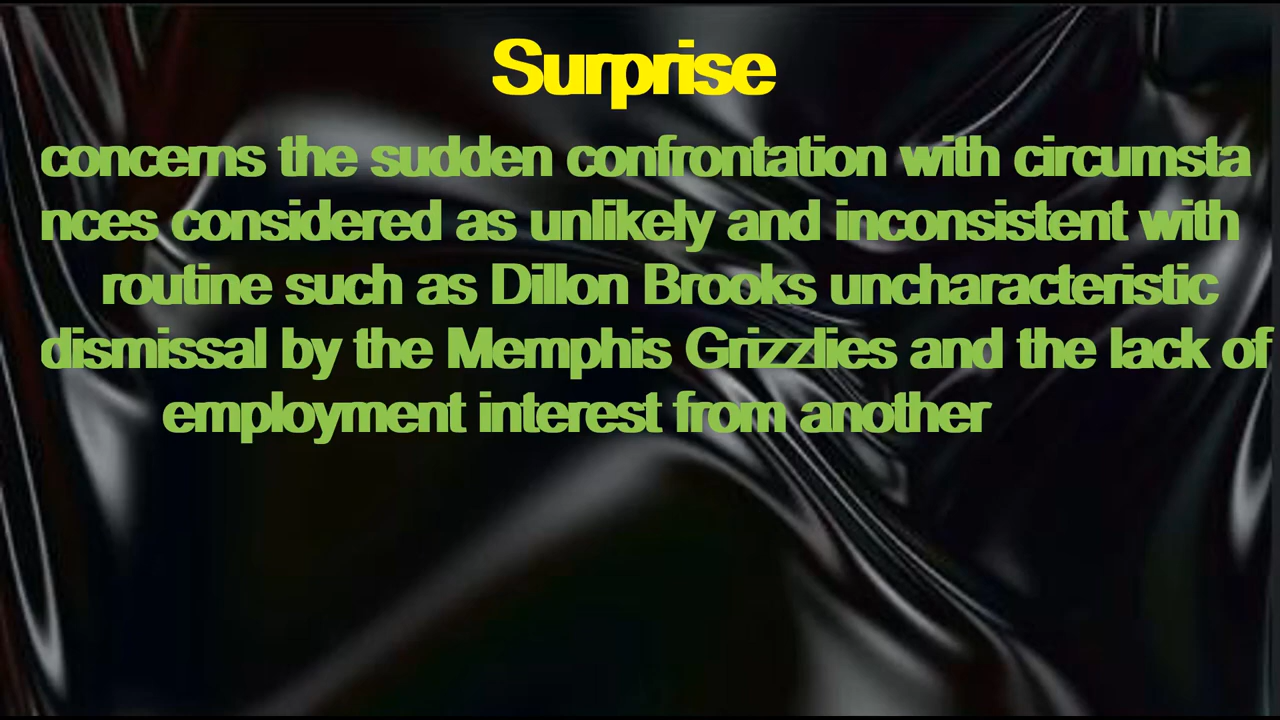 Surprise
concerns the sudden confrontation with circumsta
nces considered as unlikely and inconsistent with
routine such as Dillon Brooks uncharacteristic
dismissal by the Memphis Grizzlies and the lack of
employment interest from another